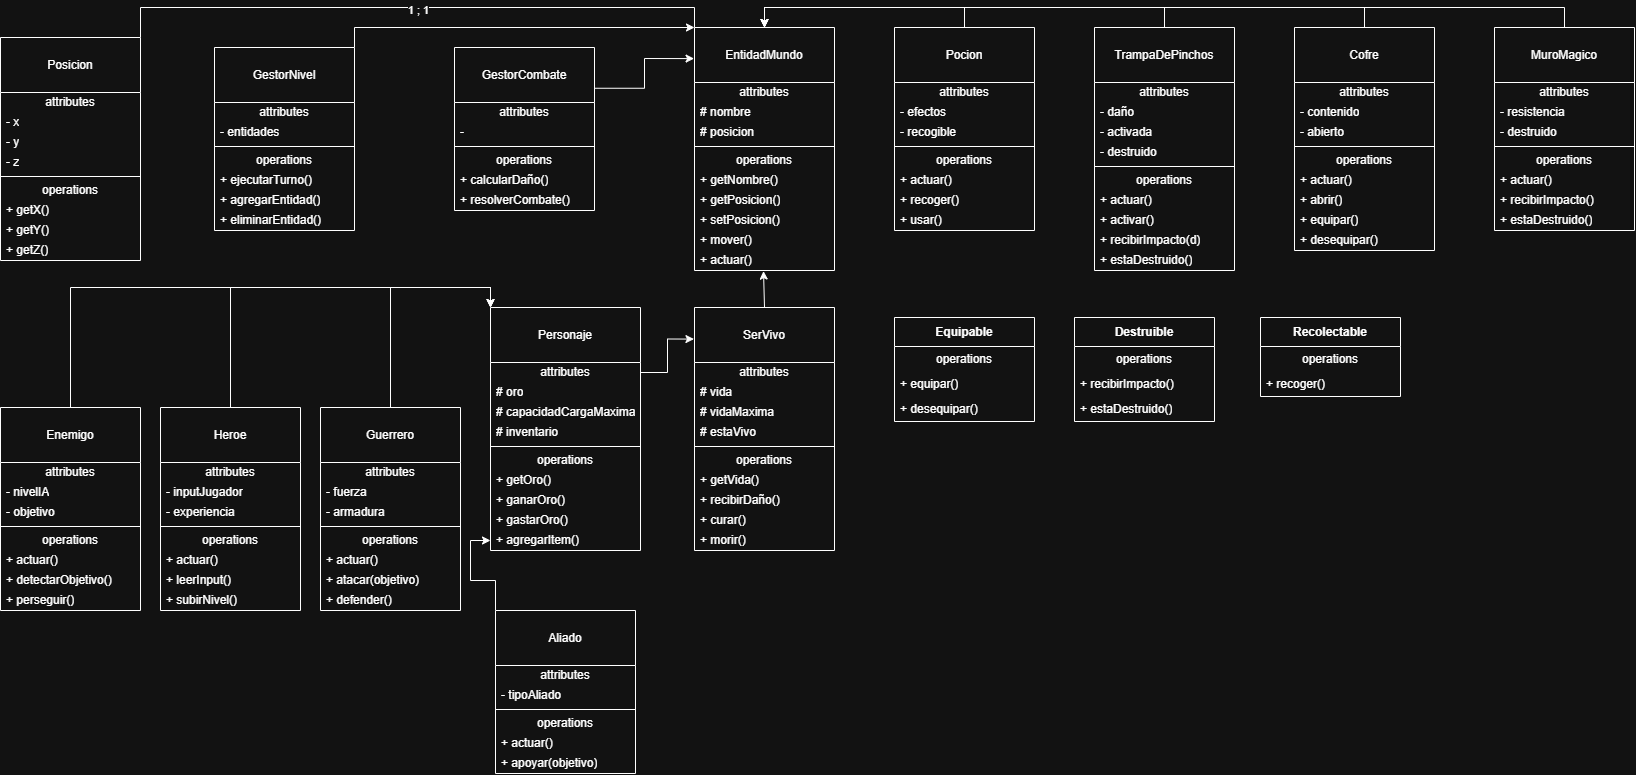 1 ; 1
Posicion
attributes
- x
- y
- z
operations
+ getX()
+ getY()
+ getZ()
GestorNivel
attributes
- entidades
operations
+ ejecutarTurno()
+ agregarEntidad()
+ eliminarEntidad()
GestorCombate
attributes
-
operations
+ calcularDaño()
+ resolverCombate()
EntidadMundo
attributes
# nombre
# posicion
operations
+ getNombre()
+ getPosicion()
+ setPosicion()
+ mover()
+ actuar()
Pocion
attributes
- efectos
- recogible
operations
+ actuar()
+ recoger()
+ usar()
TrampaDePinchos
attributes
- daño
- activada
- destruido
operations
+ actuar()
+ activar()
+ recibirImpacto(d)
+ estaDestruido()
Cofre
attributes
- contenido
- abierto
operations
+ actuar()
+ abrir()
+ equipar()
+ desequipar()
MuroMagico
attributes
- resistencia
- destruido
operations
+ actuar()
+ recibirImpacto()
+ estaDestruido()
Personaje
attributes
# oro
# capacidadCargaMaxima
# inventario
operations
+ getOro()
+ ganarOro()
+ gastarOro()
+ agregarItem()
SerVivo
attributes
# vida
# vidaMaxima
# estaVivo
operations
+ getVida()
+ recibirDaño()
+ curar()
+ morir()
Equipable
operations
+ equipar()
+ desequipar()
Destruible
operations
+ recibirImpacto()
+ estaDestruido()
Recolectable
operations
+ recoger()
Enemigo
attributes
- nivelIA
- objetivo
operations
+ actuar()
+ detectarObjetivo()
+ perseguir()
Heroe
attributes
- inputJugador
- experiencia
operations
+ actuar()
+ leerInput()
+ subirNivel()
Guerrero
attributes
- fuerza
- armadura
operations
+ actuar()
+ atacar(objetivo)
+ defender()
Aliado
attributes
- tipoAliado
operations
+ actuar()
+ apoyar(objetivo)